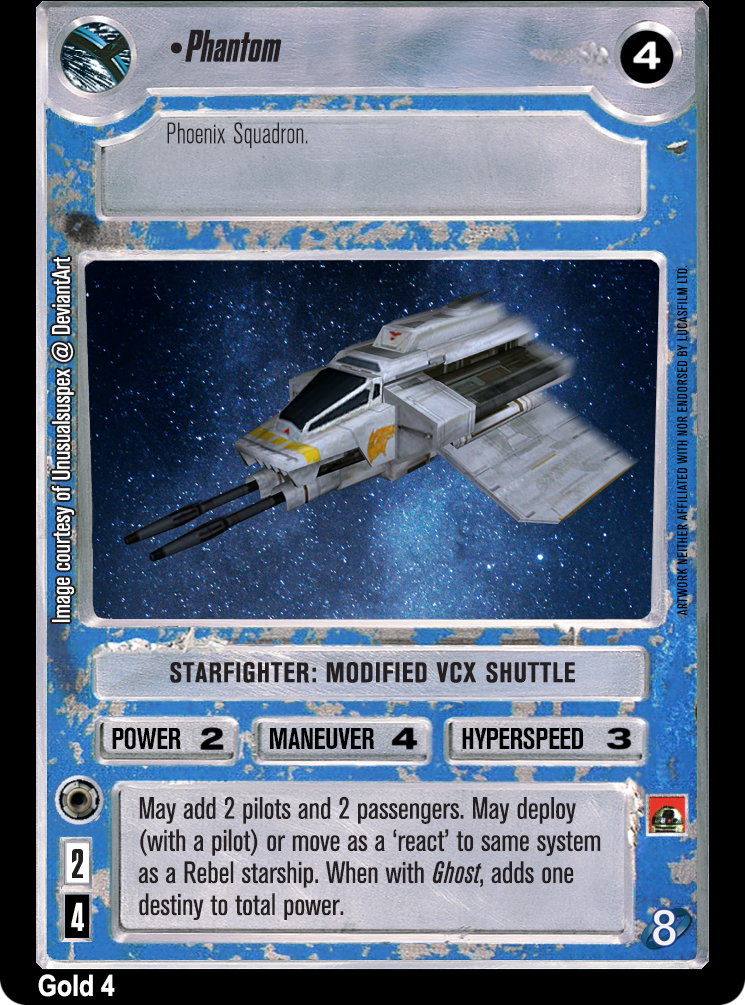 •Phantom
4
Phoenix Squadron.
Image courtesy of Unusualsuspex @ DeviantArt
ARTWORK NEITHER AFFILIATED WITH NOR ENDORSED BY LUCASFILM LTD.
STARFIGHTER: MODIFIED VCX SHUTTLE
POWER 2 MANEUVER 4 HYPERSPEED 3
May add 2 pilots and 2 passengers. May deploy
(with a pilot) or move as a ‘react’ to same system
as a Rebel starship. When with Ghost, adds one
destiny to total power.
2
4
8
Gold 4